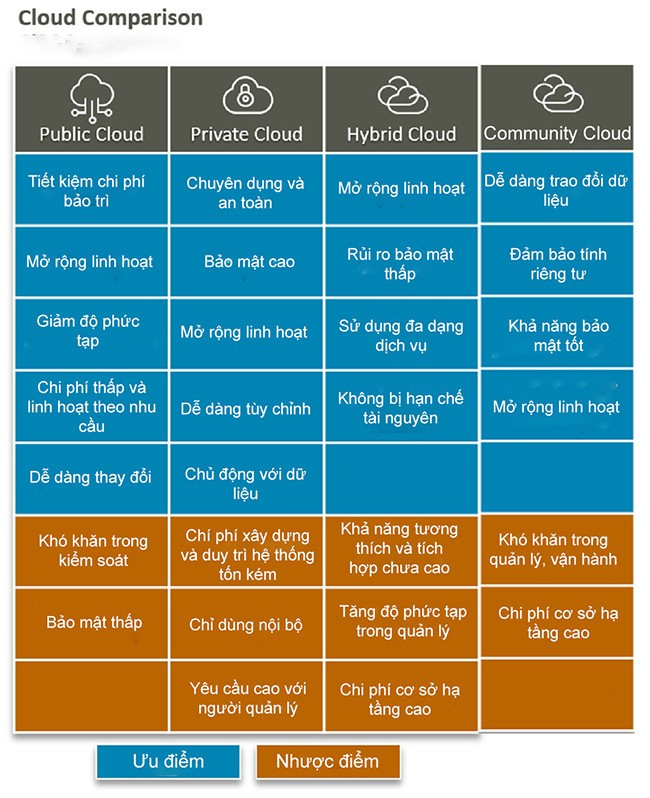 Cloud Comparison
Public Cloud
Private Cloud
Hybrid Cloud
Community Cloud
Tiết kiệm chi phí
bảo trì
Chuyên dụng và
an toàn
Mở rộng linh hoạt
Dễ dàng trao đổi dữ
liệu
Mở rộng linh hoạt
Bảo mật cao
Rủi ro bảo mật
thấp
Đảm bảo tính
riêng tư
Giảm độ phức
tạp
Mở rộng linh hoạt
Sử dụng đa dạng
dịch vụ
Khả năng bảo
mật tốt
Chi phí thấp và
linh hoạt theo nhu
cầu
Dễ dàng tùy chỉnh
Không bị hạn chế
tài nguyên
Mở rộng linh hoạt
Dễ dàng thay đổi
Chủ động với dữ
liệu
Khó khăn trong
kiểm soát
Chí phí xây dựng
và duy trì hệ thống
tốn kém
Khả năng tương
thích và tích
hợp chưa cao
Khó khăn trong
quản lý, vận hành
Bảo mật thấp
Chỉ dùng nội bộ
Tăng độ phức tạp
trong quản lý
Chi phí cơ sở hạ
tầng cao
Yêu cầu cao với
người quản lý
Chi phí cơ sở hạ
tầng cao
Ưu điểm
Nhược điểm